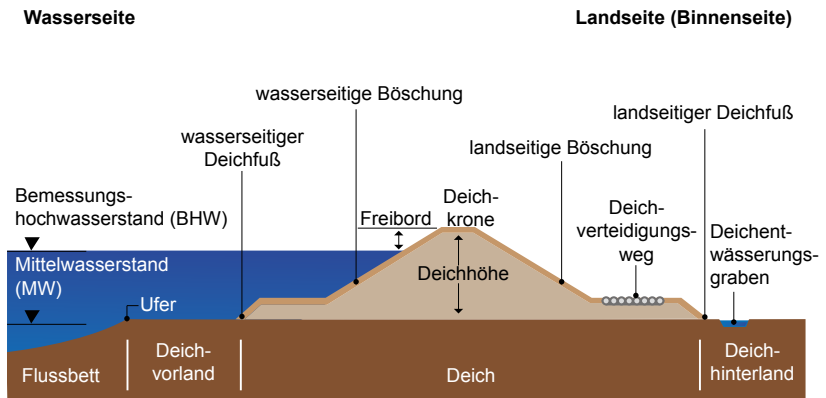 Wasserseite
Landseite (Binnenseite)
wasserseitige Böschung
landseitiger Deichfuß
wasserseitiger
Deichfuß
landseitige Böschung
Bemessungs-
hochwasserstand (BHW)
Freibord
Deich-
krone
Deich-
verteidigungs-
weg
Deichent-
wässerungs-
graben
Mittelwasserstand
(MW)
Deichhöhe
Ufer
Flussbett
Deich-
vorland
Deich
Deich-
hinterland